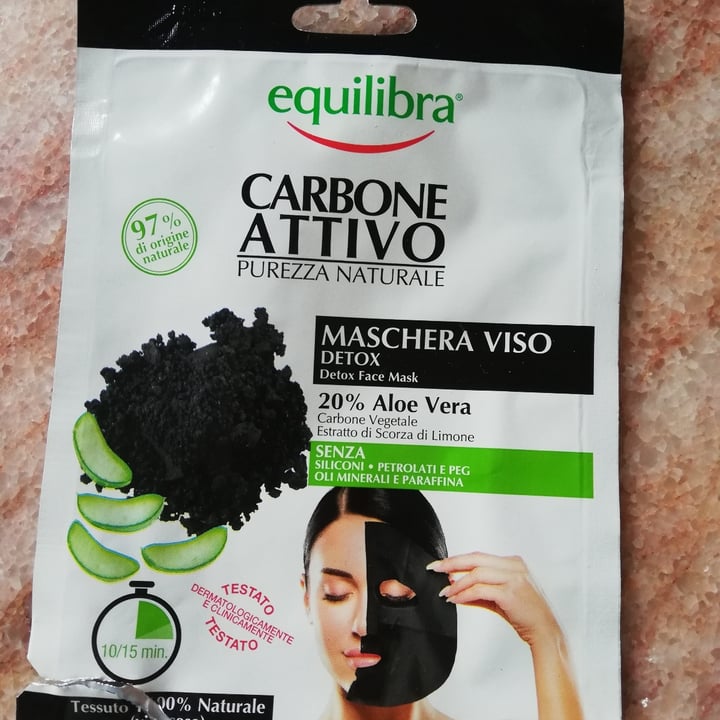 equilibra®
CARBONE
ATTIVO
PUREZZA NATURALE
97%
di origine
naturale
MASCHERA VISO
DETOX
Detox Face Mask
20% Aloe Vera
Carbone Vegetale
Estratto di Scorza di Limone
SENZA
SILICONI • PETROLATI E PEG
OLI MINERALI E PARAFFINA
TESTATO
DERMATOLOGICAMENTE
E CLINICAMENTE
TESTATO
10/15 min.
Tessuto 100% Naturale